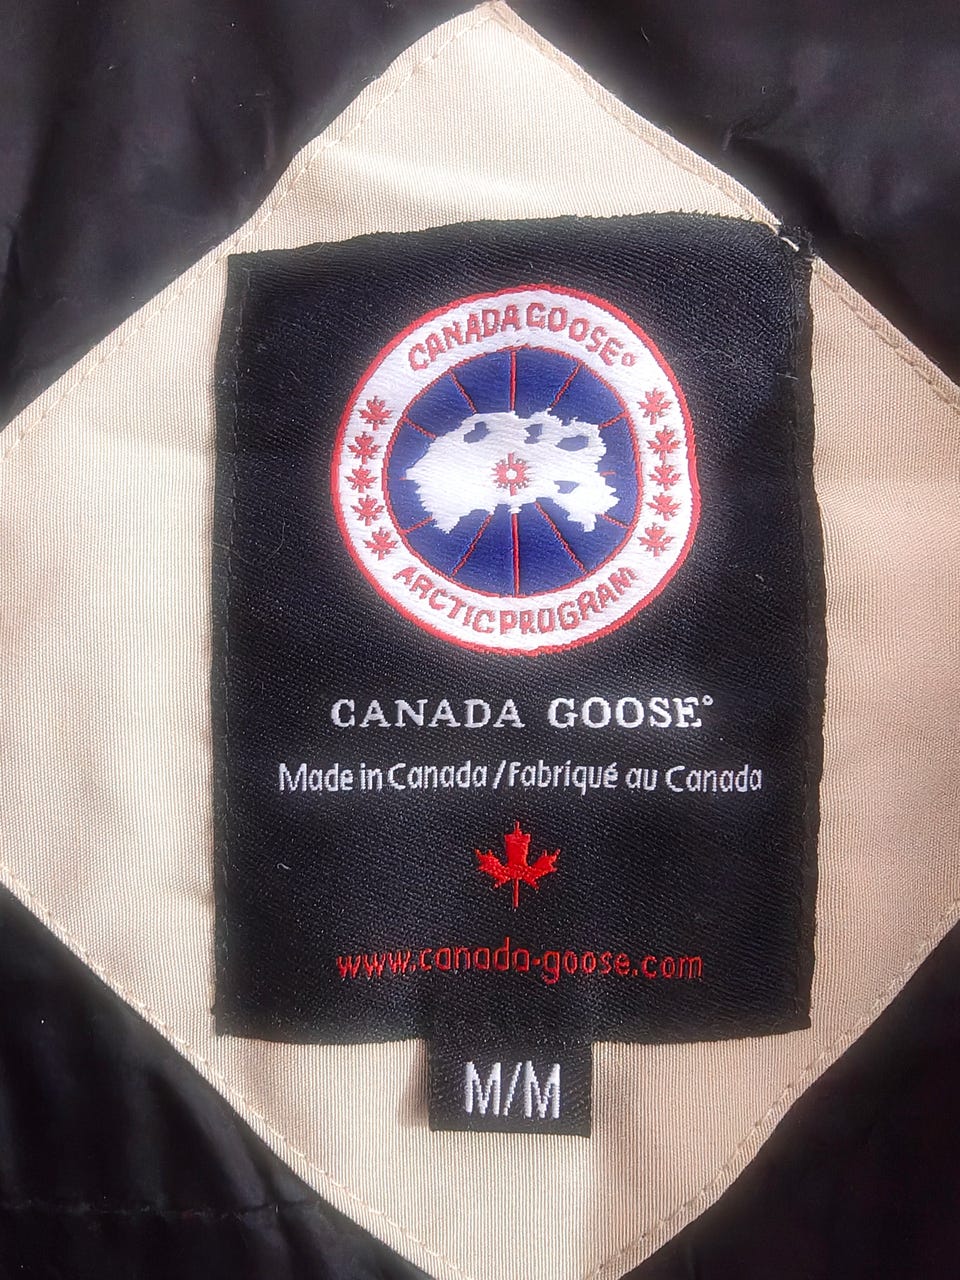 CANADA GOOSE®
ARCTIC PROGRAM
CANADA GOOSE®
Made in Canada / Fabriqué au Canada
www.canada-goose.com
M/M